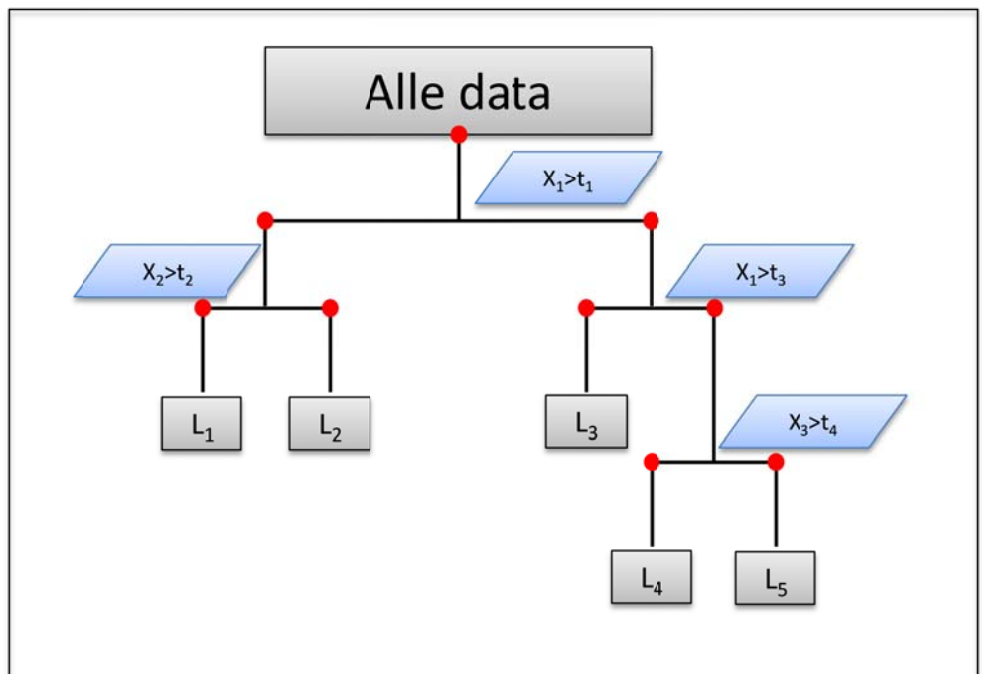 Alle data
X₁>t₁
X₂>t₂
X₁>t₃
L₁
L₂
L₃
X₃>t₄
L₄
L₅